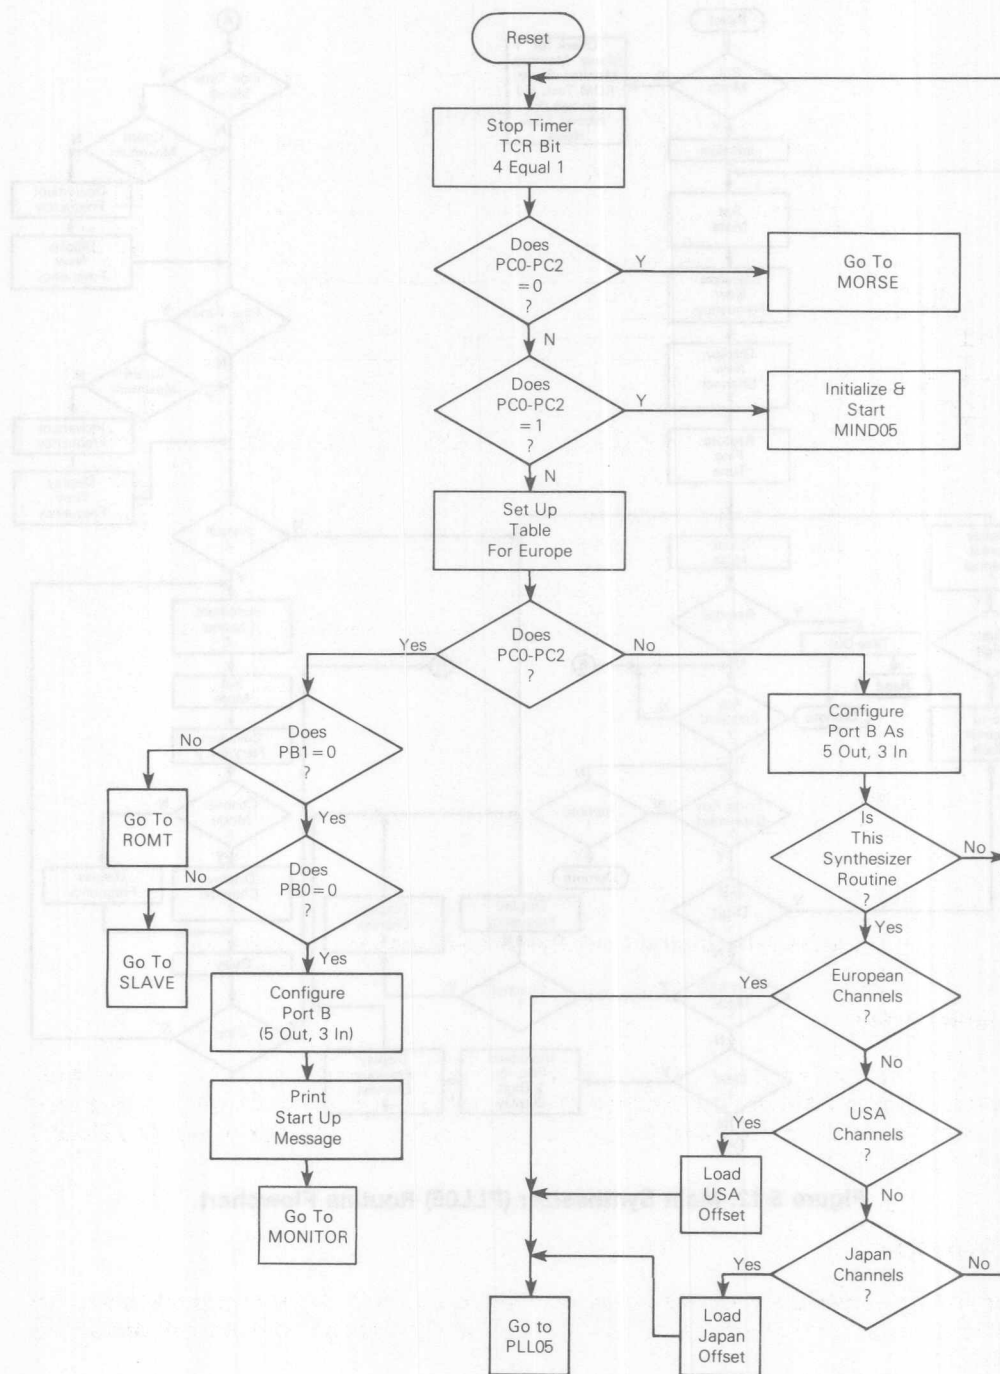 Reset
Stop Timer
TCR Bit
4 Equal 1
Does
PC0-PC2
=0
?
Y
Go To
MORSE
N
Does
PC0-PC2
=1
?
Y
Initialize &
Start
MIND05
N
Set Up
Table
For Europe
Does
PC0-PC2
?
Yes
No
Does
PB1=0
?
No
Go To
ROMT
Yes
Does
PB0=0
?
No
Go To
SLAVE
Yes
Configure
Port B
(5 Out, 3 In)
Print
Start Up
Message
Go To
MONITOR
Configure
Port B As
5 Out, 3 In
Is
This
Synthesizer
Routine
?
No
Yes
European
Channels
?
Yes
No
USA
Channels
?
Yes
Load
USA
Offset
No
Japan
Channels
?
Yes
No
Load
Japan
Offset
Go to
PLL05